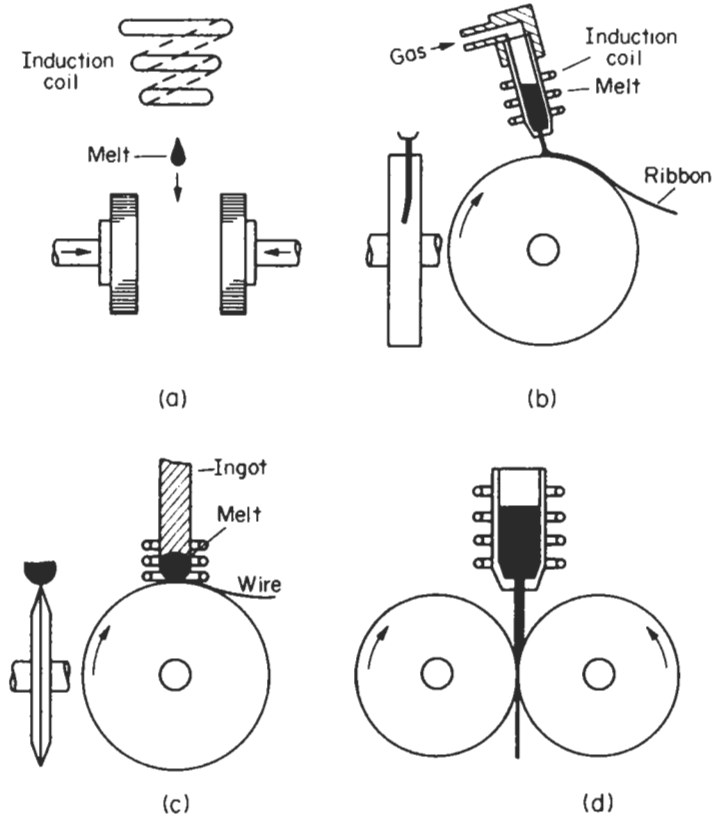 Induction
coil
Melt
(a)
Gas
Induction
coil
Melt
Ribbon
(b)
Ingot
Melt
Wire
(c)
(d)